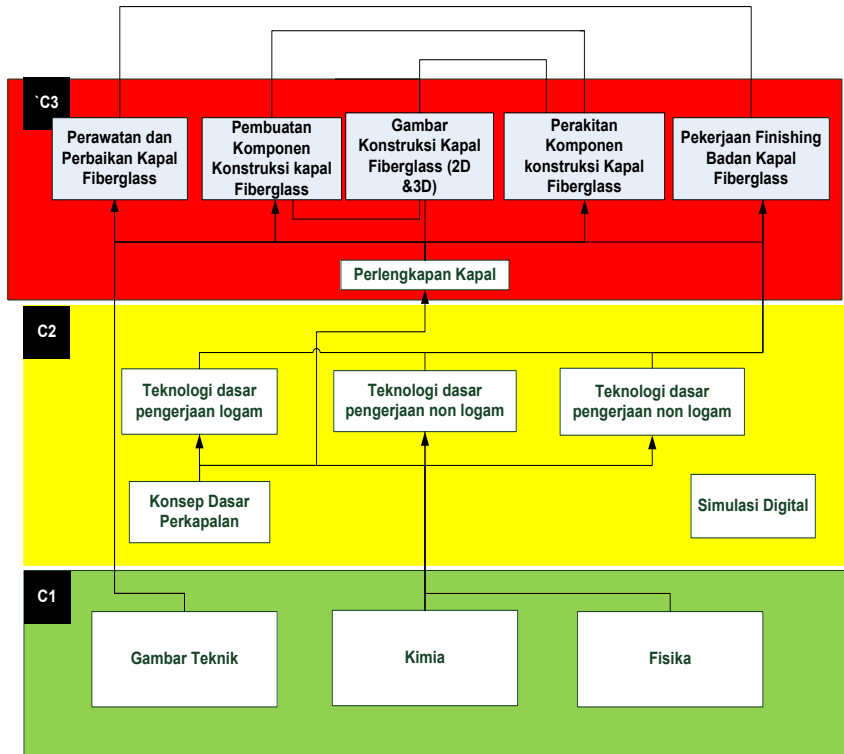 `C3
Perawatan dan
Perbaikan Kapal
Fiberglass
Pembuatan
Komponen
Konstruksi kapal
Fiberglass
Gambar
Konstruksi Kapal
Fiberglass (2D
&3D)
Perakitan
Komponen
konstruksi Kapal
Fiberglass
Pekerjaan Finishing
Badan Kapal
Fiberglass
Perlengkapan Kapal
C2
Teknologi dasar
pengerjaan logam
Teknologi dasar
pengerjaan non logam
Teknologi dasar
pengerjaan non logam
Konsep Dasar
Perkapalan
Simulasi Digital
C1
Gambar Teknik
Kimia
Fisika